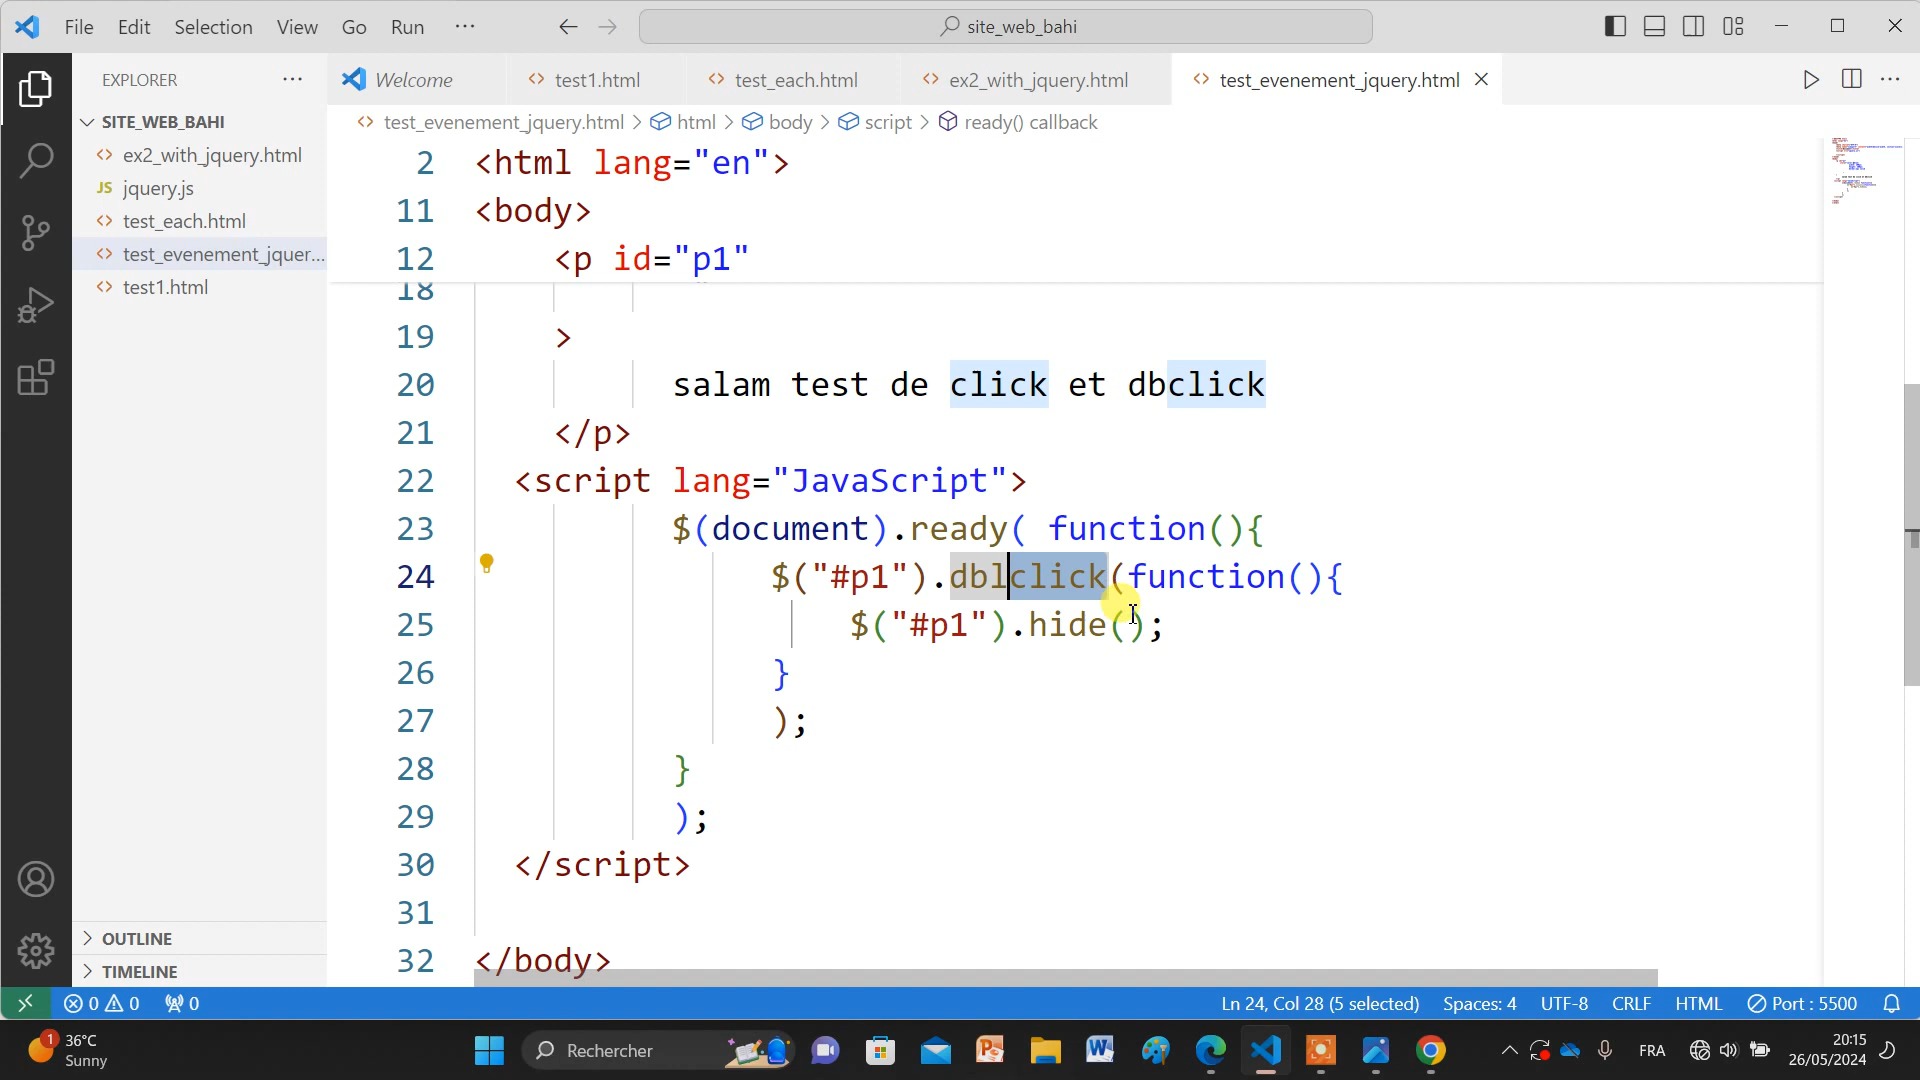 File Edit Selection View Go Run ··· site_web_bahi
EXPLORER ···
Welcome test1.html test_each.html ex2_with_jquery.html test_evenement_jquery.html
SITE_WEB_BAHI
ex2_with_jquery.html
JS jquery.js
test_each.html
test_evenement_jquer...
test1.html
test_evenement_jquery.html > html > body > script > ready() callback
2 <html lang="en">
11 <body>
12 <p id="p1"
18
19 >
20 salam test de click et dbclick
21 </p>
22 <script lang="JavaScript">
23 $(document).ready( function(){
24 $("#p1").dblclick(function(){
25 $("#p1").hide();
26 }
27 );
28 }
29 );
30 </script>
31
32 </body>
OUTLINE
TIMELINE
0 0 0 Ln 24, Col 28 (5 selected) Spaces: 4 UTF-8 CRLF HTML Port : 5500
1 36°C
Sunny
Rechercher
FRA
20:15
26/05/2024